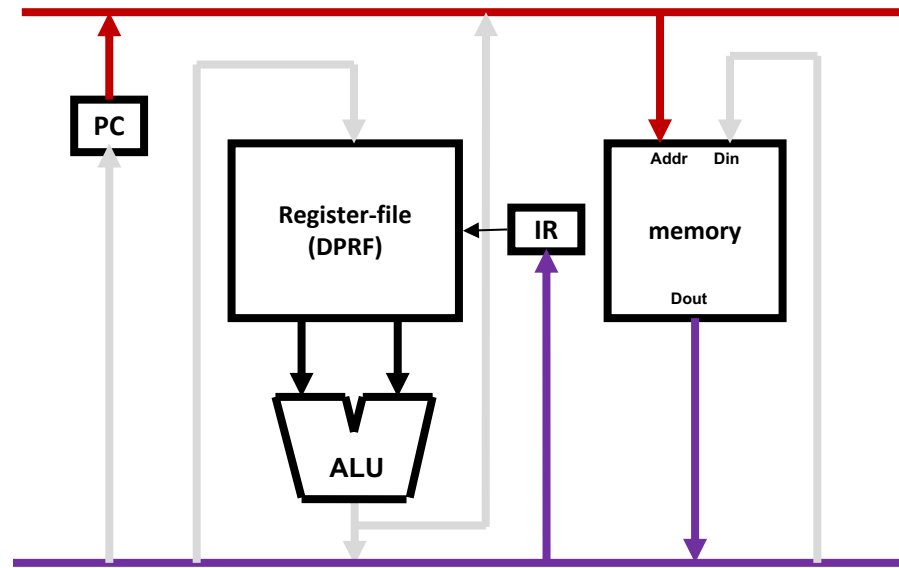 PC
Addr Din
Register-file
(DPRF)
IR
memory
Dout
ALU